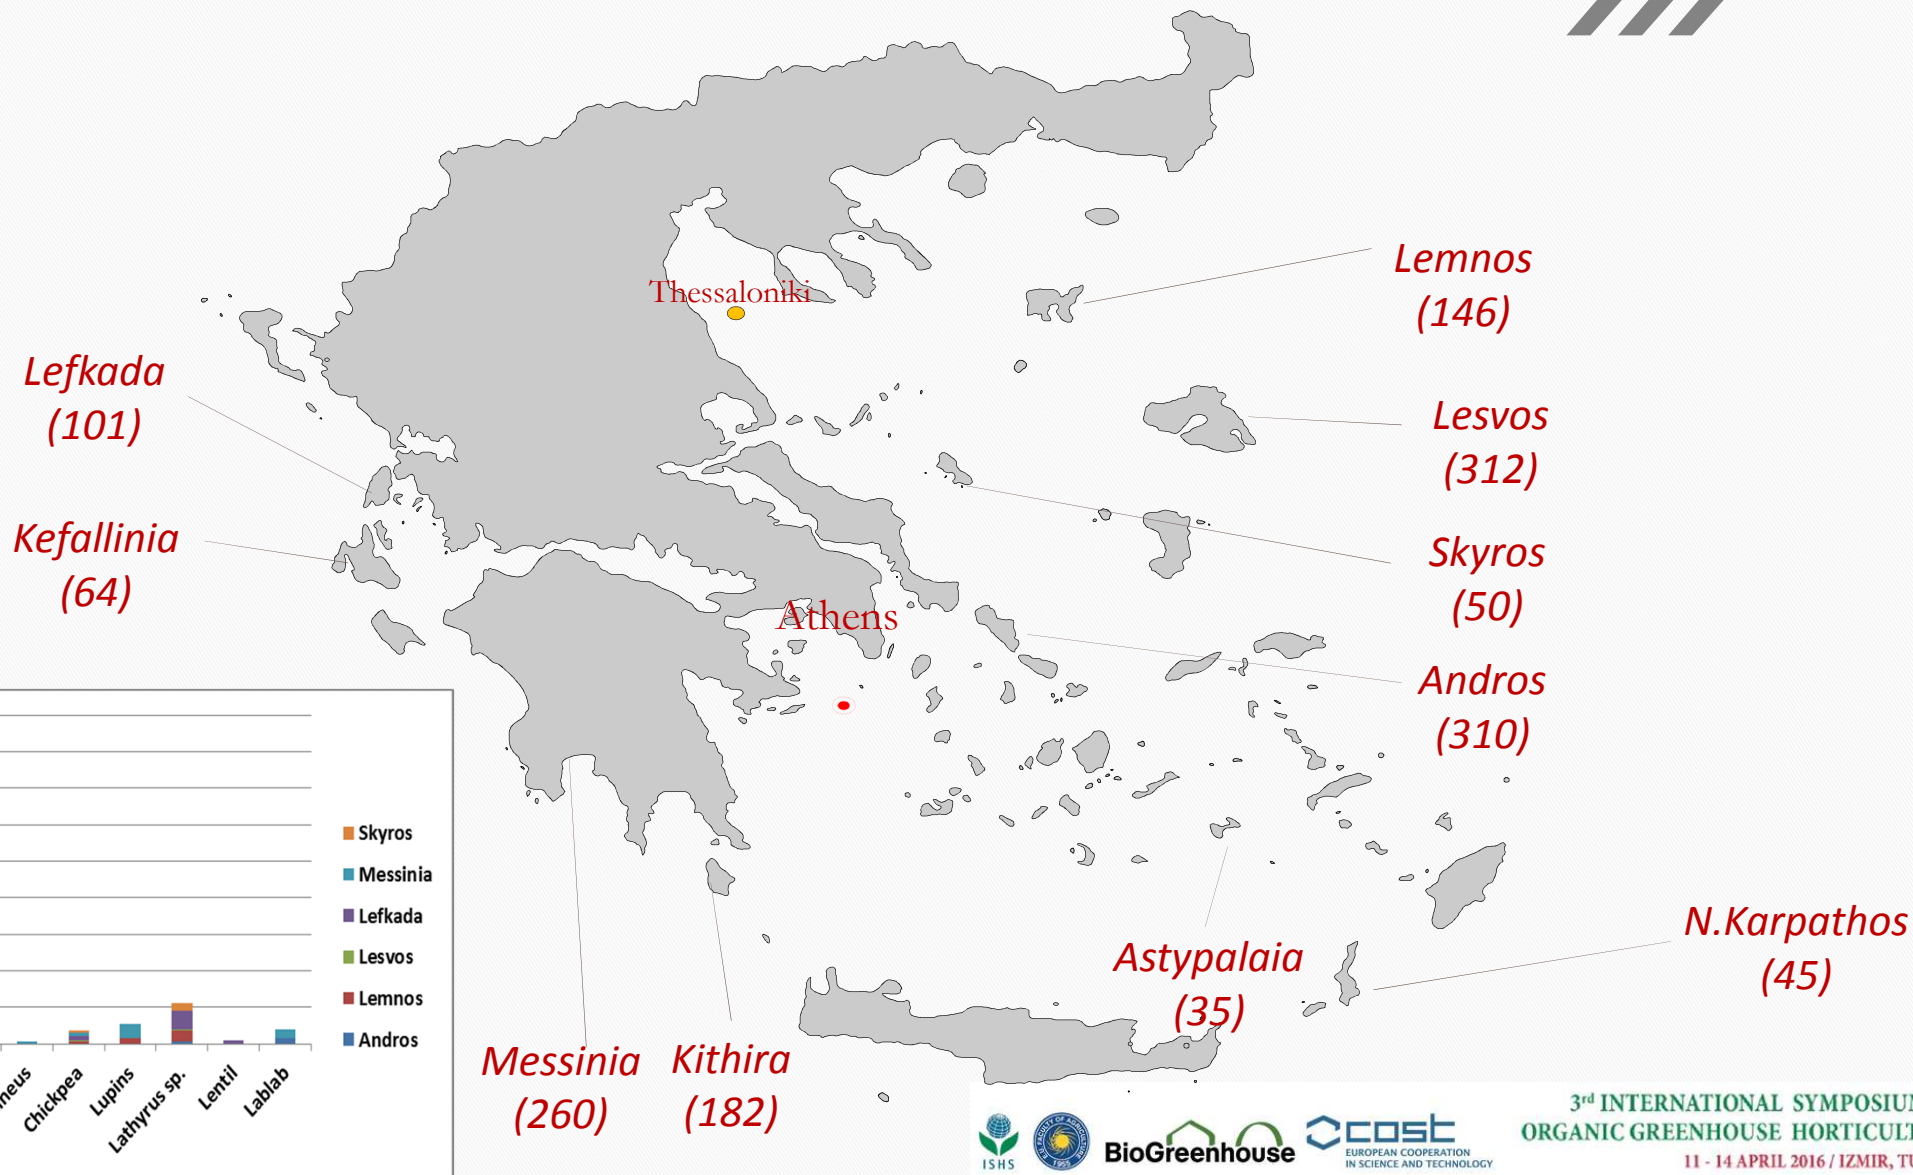 Thessaloniki
Athens
Lemnos
(146)
Lesvos
(312)
Skyros
(50)
Andros
(310)
N.Karpathos
(45)
Astypalaia
(35)
Kithira
(182)
Messinia
(260)
Kefallinia
(64)
Lefkada
(101)
Skyros
Messinia
Lefkada
Lesvos
Lemnos
Andros
Chickpea
Lupins
Lathyrus sp.
Lentil
Lablab
ISHS
1955
BioGreenhouse
cost
EUROPEAN COOPERATION
IN SCIENCE AND TECHNOLOGY
3rd INTERNATIONAL SYMPOSIU
ORGANIC GREENHOUSE HORTICULT
11 - 14 APRIL 2016 / IZMIR, TU